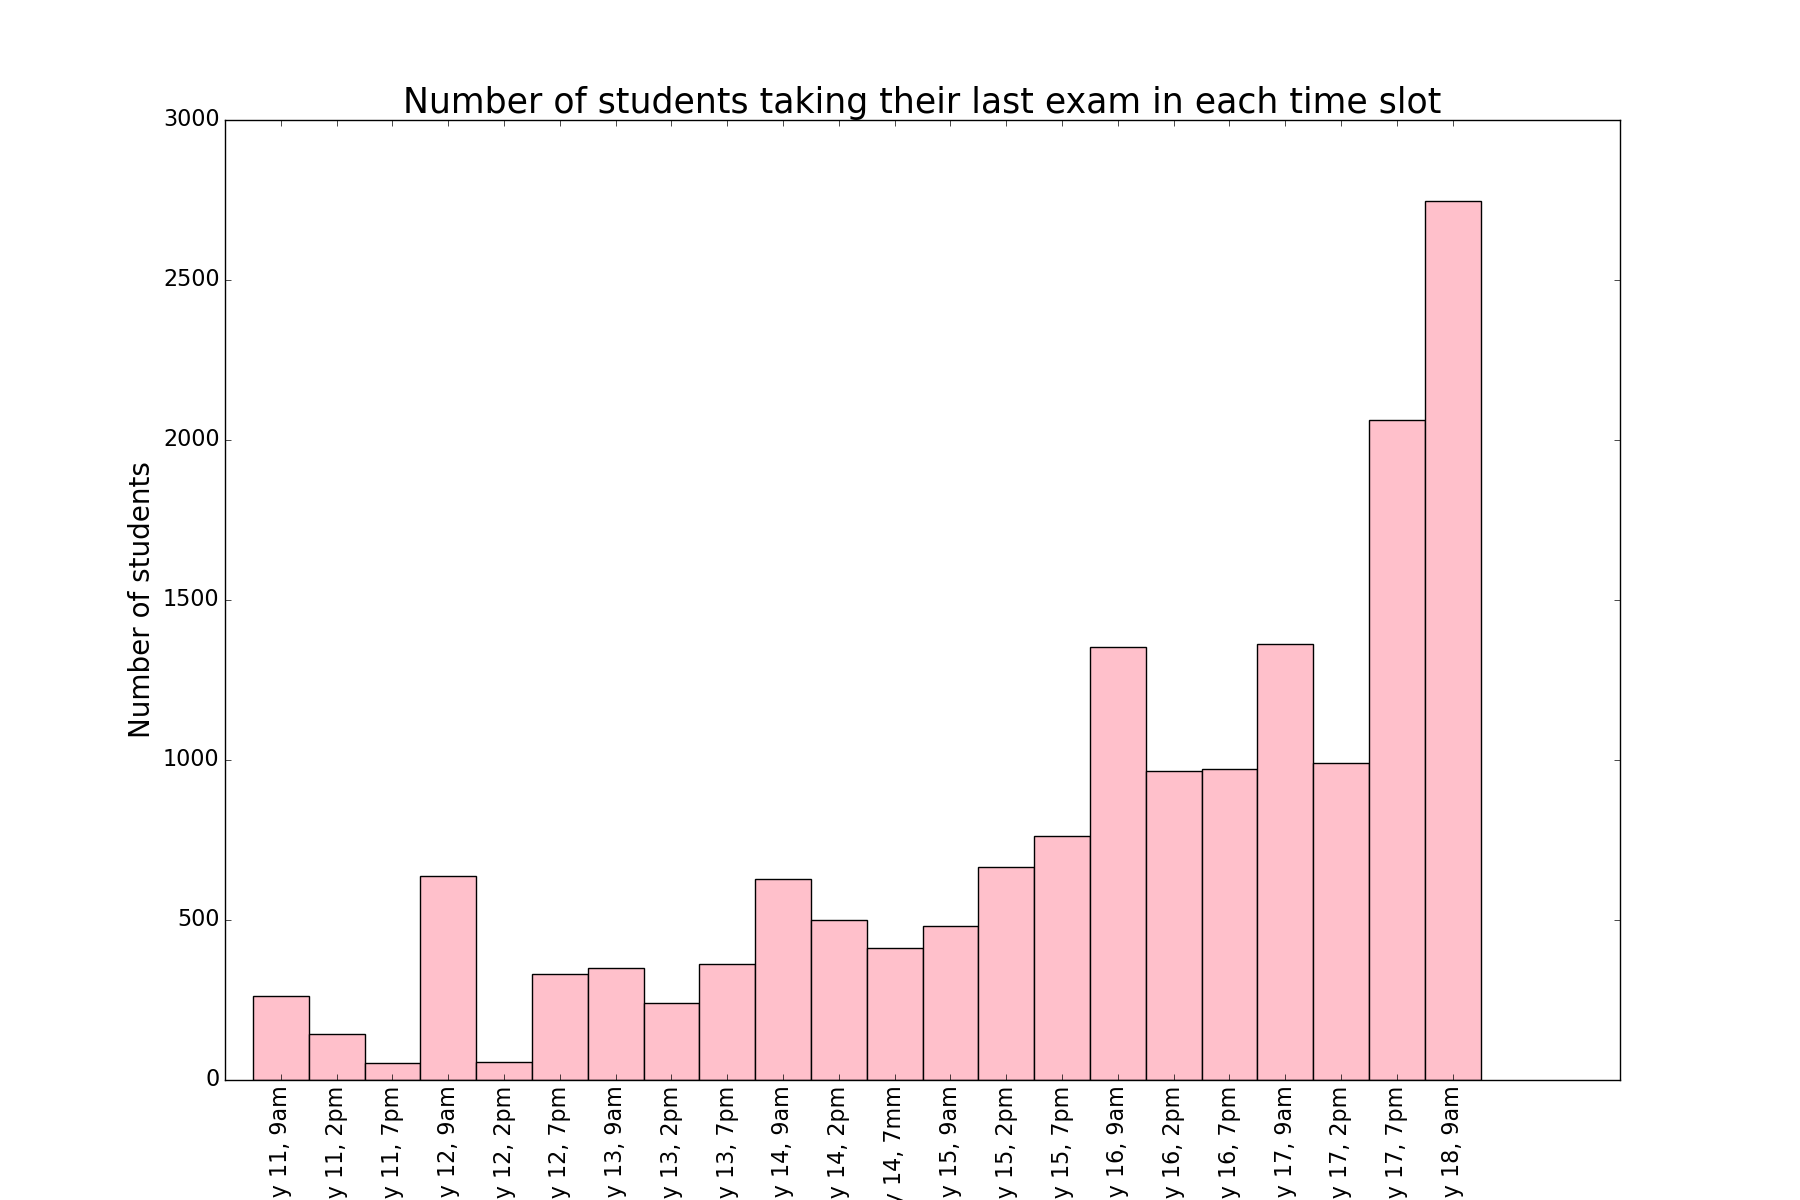 Number of students taking their last exam in each time slot
Number of students
3000
2500
2000
1500
1000
500
0
y 11, 9am
y 11, 2pm
y 11, 7pm
y 12, 9am
y 12, 2pm
y 12, 7pm
y 13, 9am
y 13, 2pm
y 13, 7pm
y 14, 9am
y 14, 2pm
y 14, 7mm
y 15, 9am
y 15, 2pm
y 15, 7pm
y 16, 9am
y 16, 2pm
y 16, 7pm
y 17, 9am
y 17, 2pm
y 17, 7pm
y 18, 9am